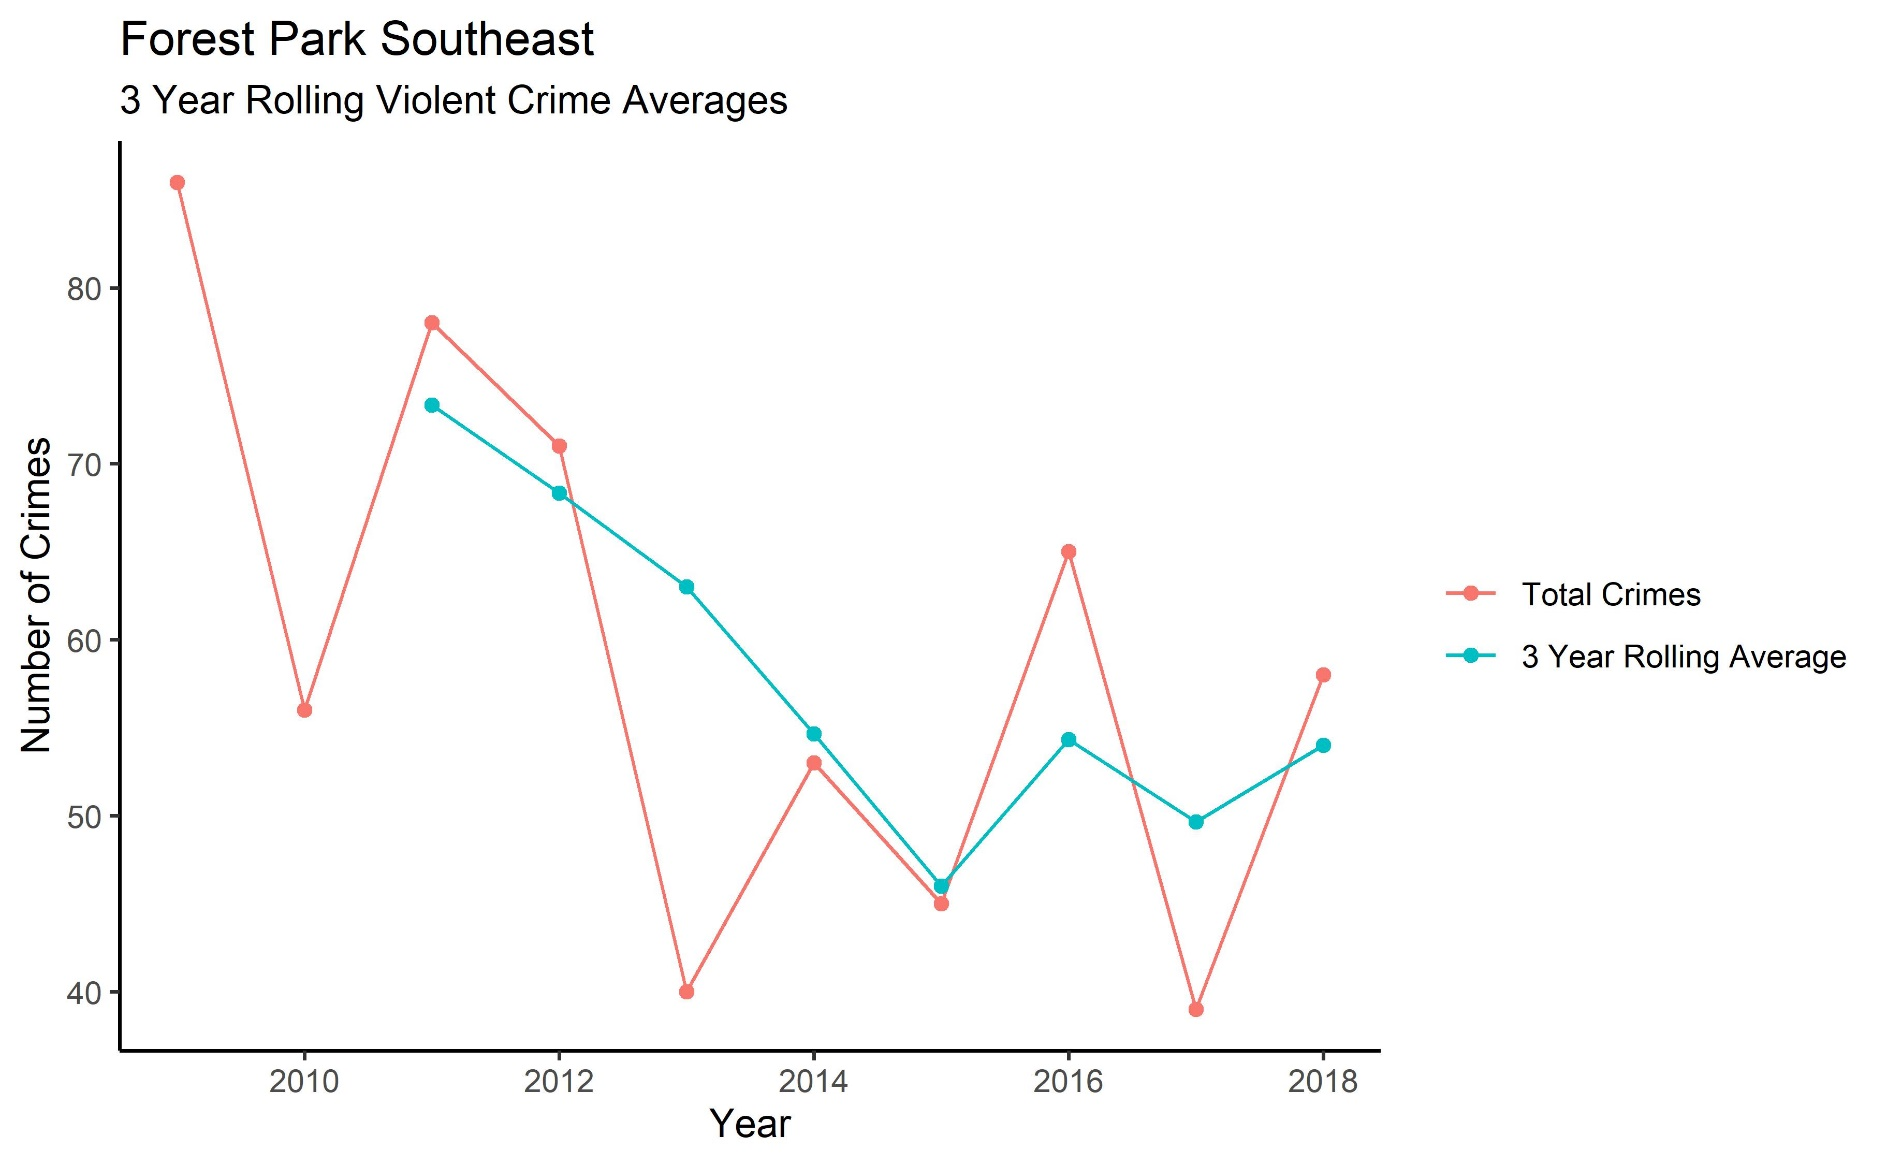 Forest Park Southeast
3 Year Rolling Violent Crime Averages
Number of Crimes
80
70
60
50
40
2010
2012
2014
2016
2018
Year
Total Crimes
3 Year Rolling Average